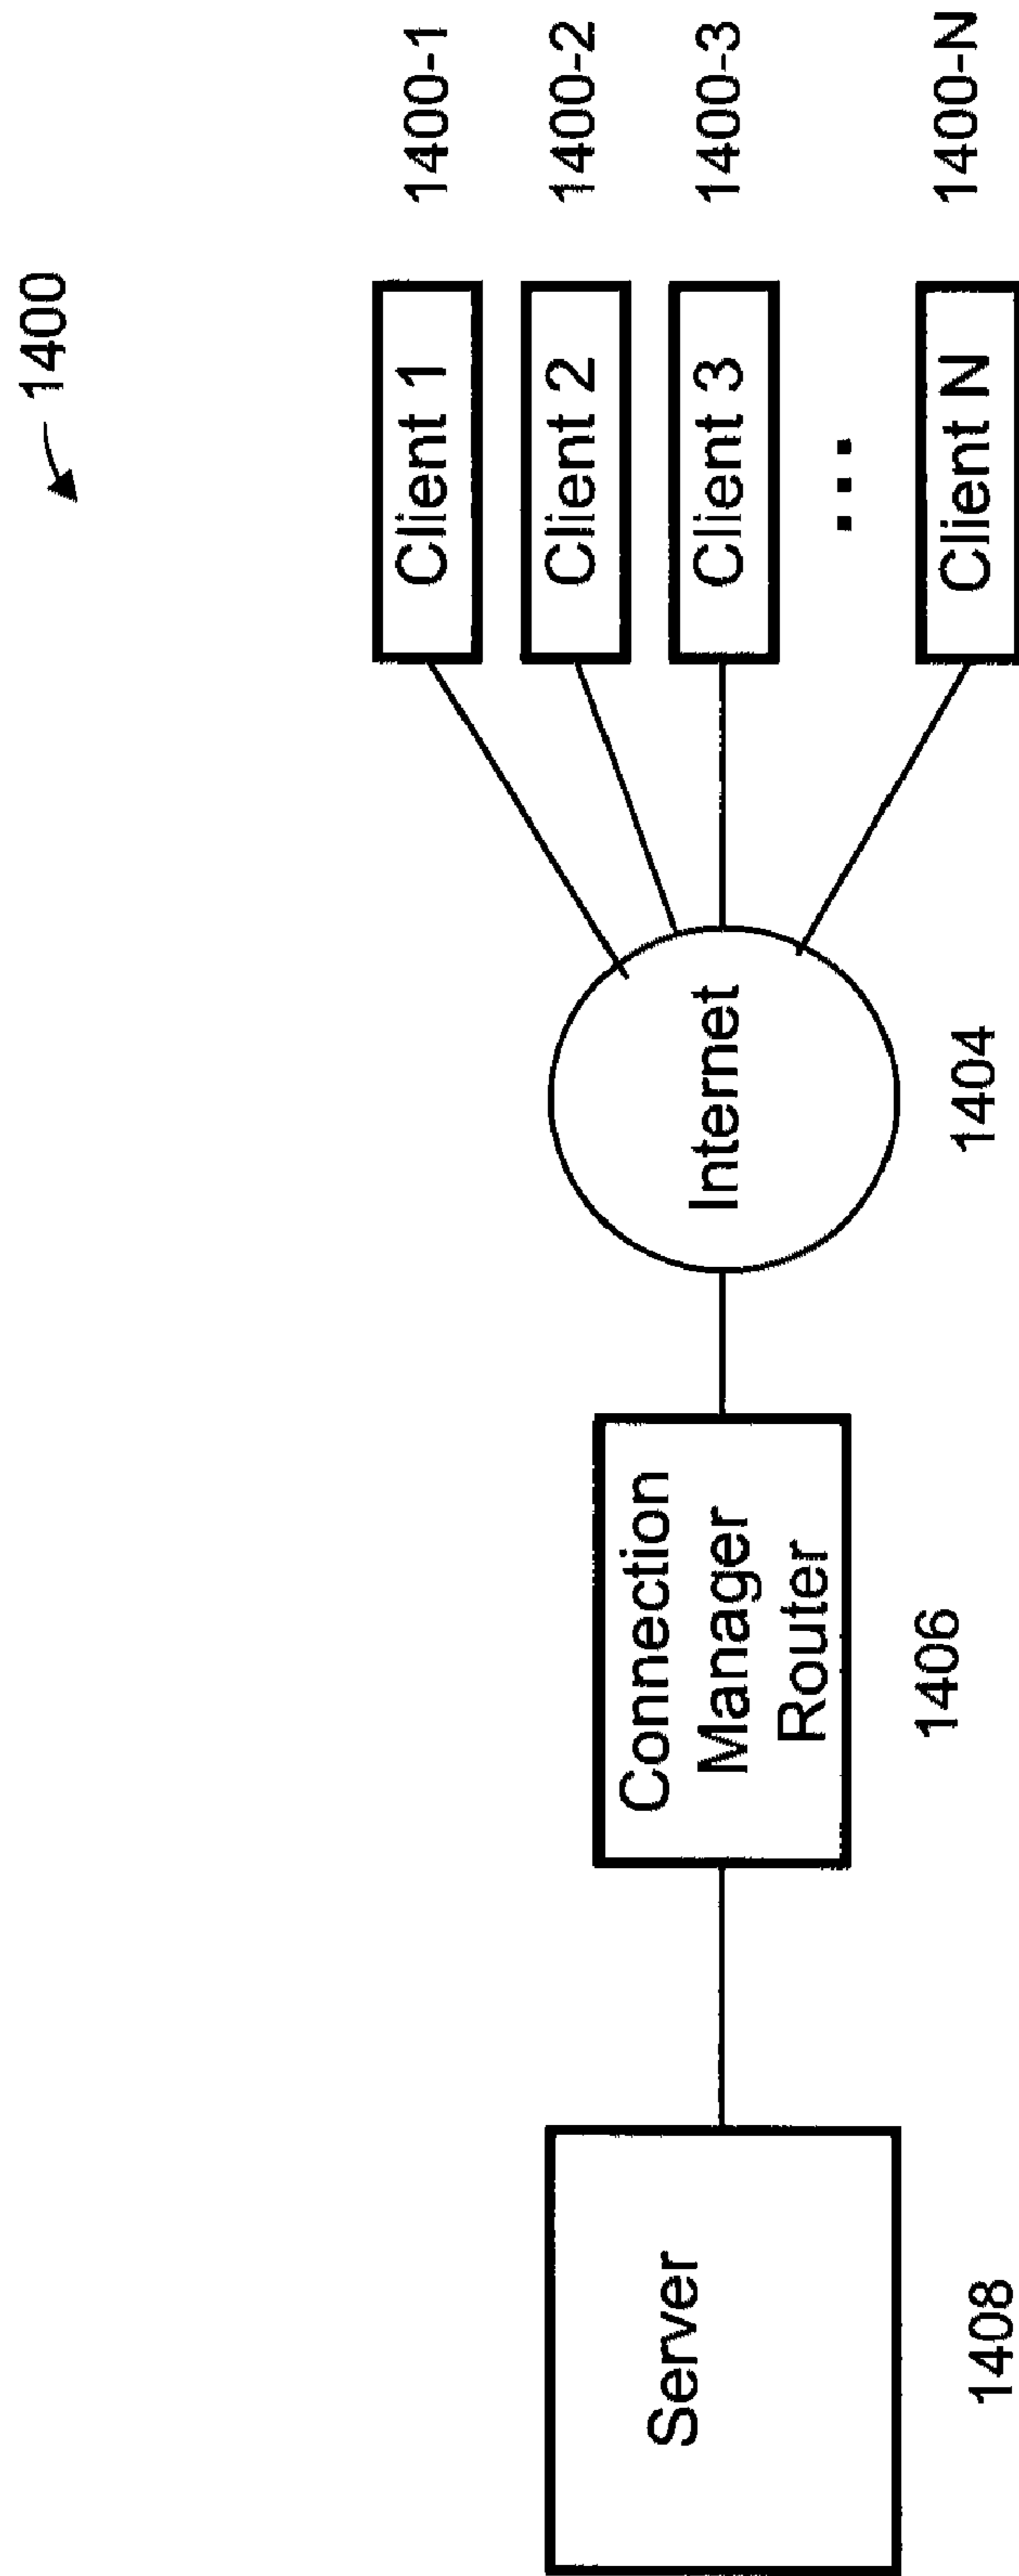 1400
Client 1
1400-1
Client 2
1400-2
Client 3
1400-3
...
Client N
1400-N
Internet
1404
Connection
Manager
Router
1406
Server
1408